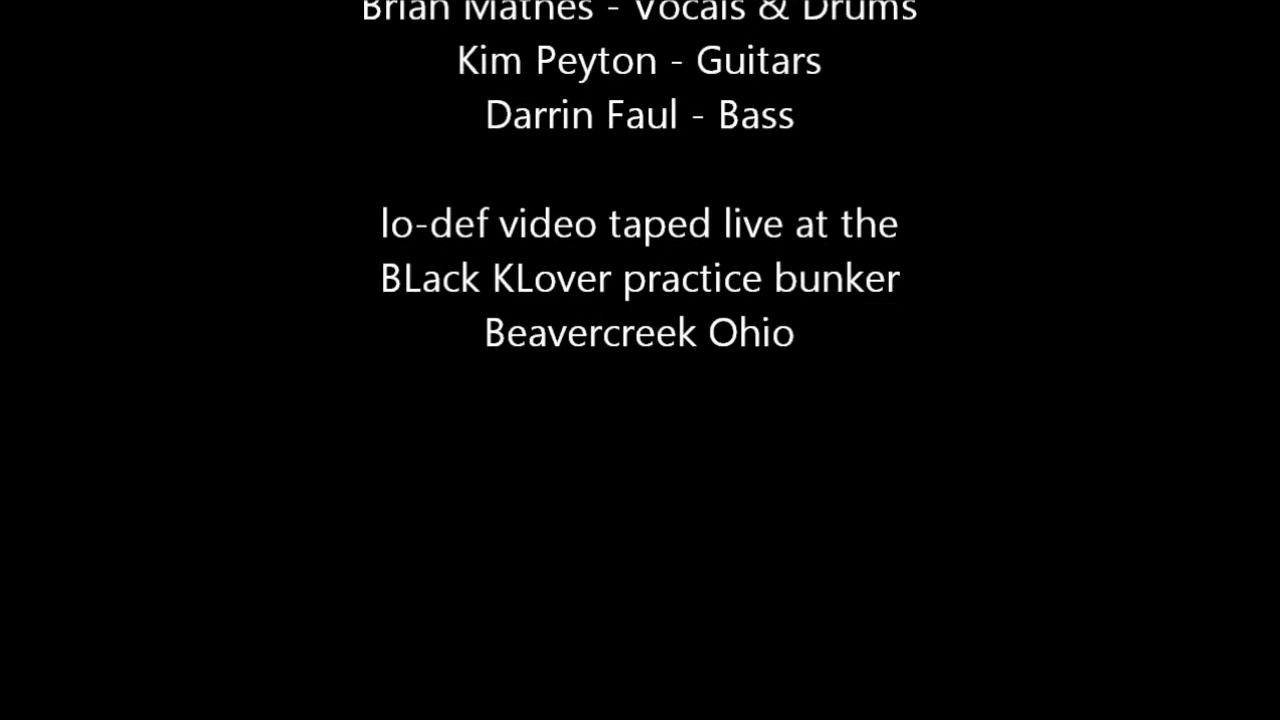 Brian Mathes - Vocals & Drums
Kim Peyton - Guitars
Darrin Faul - Bass
lo-def video taped live at the
BLack KLover practice bunker
Beavercreek Ohio